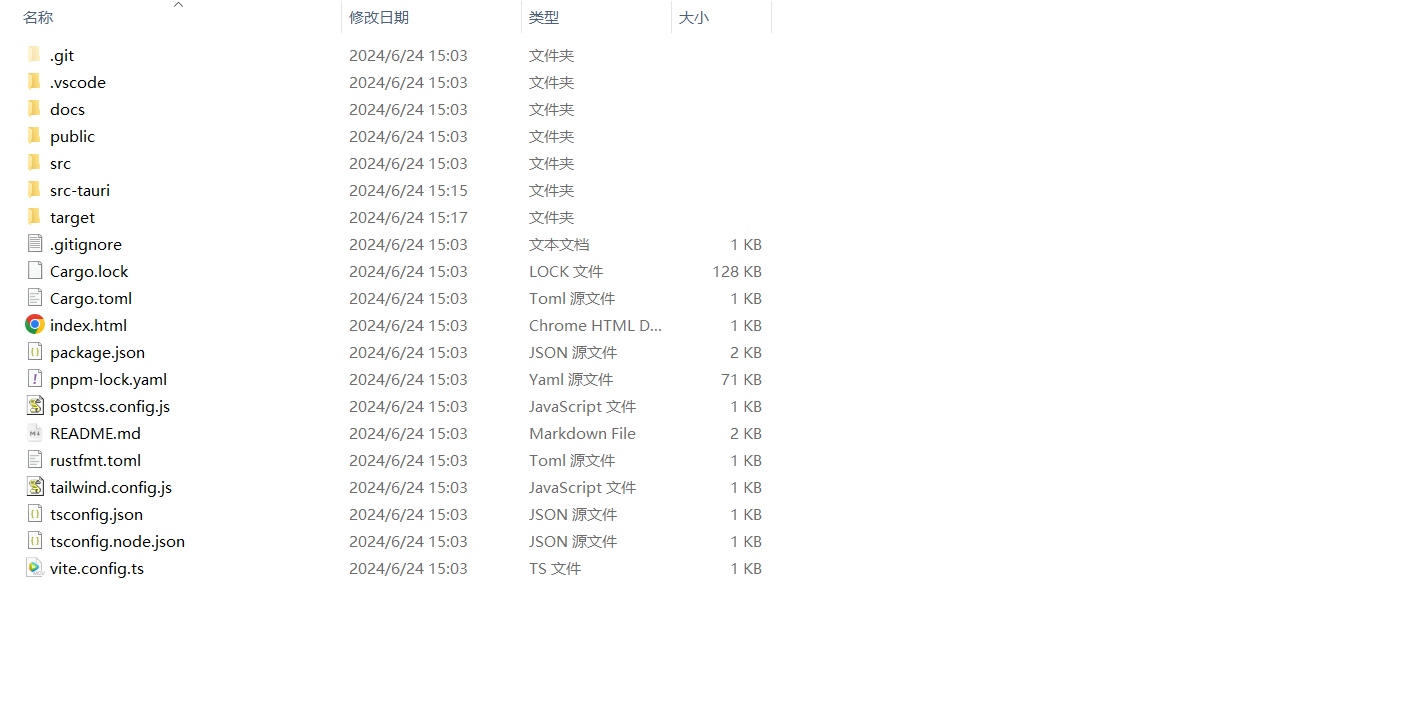 名称 修改日期 类型 大小
.git 2024/6/24 15:03 文件夹
.vscode 2024/6/24 15:03 文件夹
docs 2024/6/24 15:03 文件夹
public 2024/6/24 15:03 文件夹
src 2024/6/24 15:03 文件夹
src-tauri 2024/6/24 15:15 文件夹
target 2024/6/24 15:17 文件夹
.gitignore 2024/6/24 15:03 文本文档 1 KB
Cargo.lock 2024/6/24 15:03 LOCK 文件 128 KB
Cargo.toml 2024/6/24 15:03 Toml 源文件 1 KB
index.html 2024/6/24 15:03 Chrome HTML D... 1 KB
package.json 2024/6/24 15:03 JSON 源文件 2 KB
pnpm-lock.yaml 2024/6/24 15:03 Yaml 源文件 71 KB
postcss.config.js 2024/6/24 15:03 JavaScript 文件 1 KB
README.md 2024/6/24 15:03 Markdown File 2 KB
rustfmt.toml 2024/6/24 15:03 Toml 源文件 1 KB
tailwind.config.js 2024/6/24 15:03 JavaScript 文件 1 KB
tsconfig.json 2024/6/24 15:03 JSON 源文件 1 KB
tsconfig.node.json 2024/6/24 15:03 JSON 源文件 1 KB
vite.config.ts 2024/6/24 15:03 TS 文件 1 KB